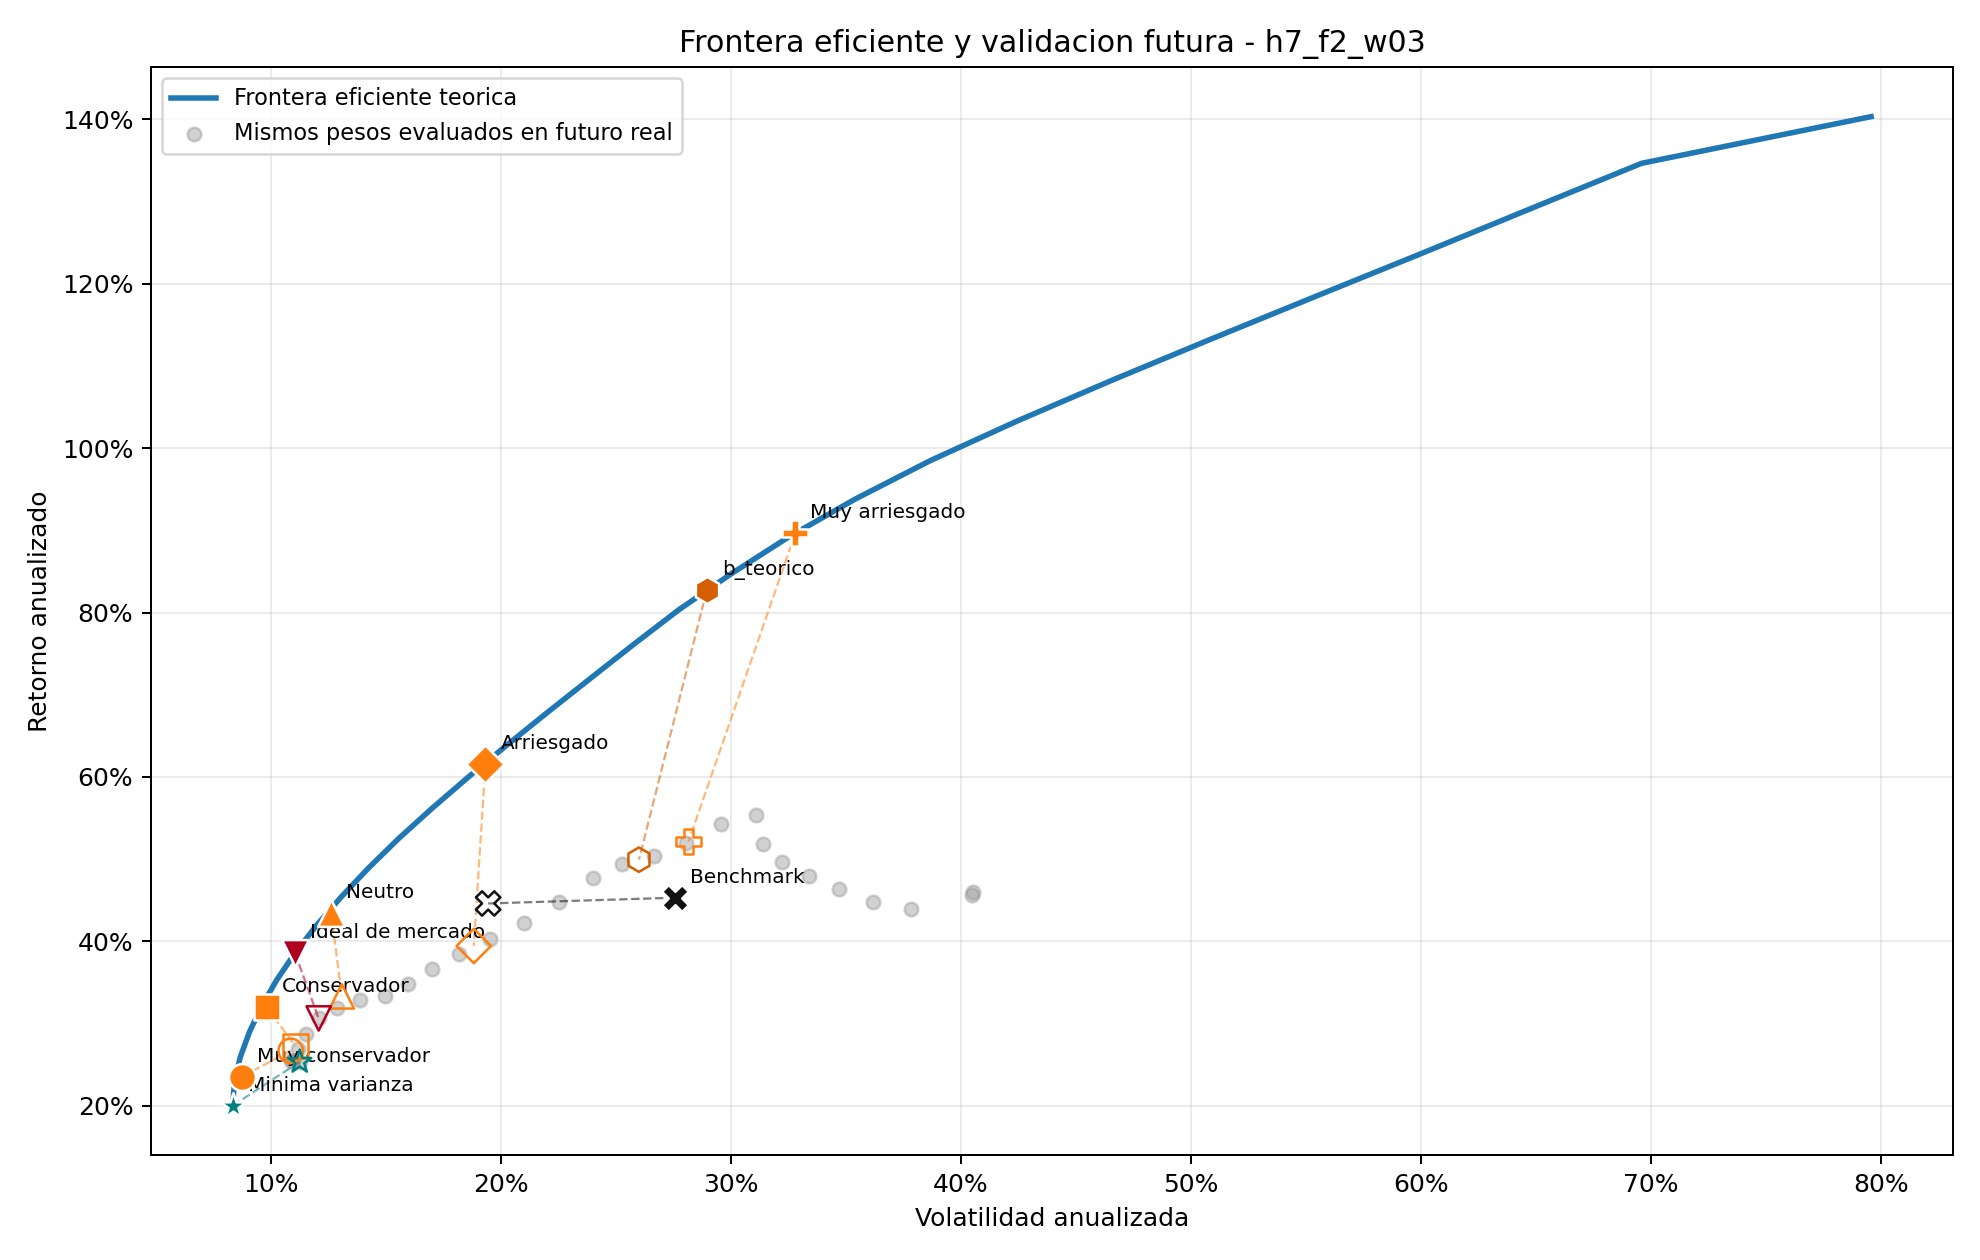 Frontera eficiente y validacion futura - h7_f2_w03
Frontera eficiente teorica
Mismos pesos evaluados en futuro real
140%
120%
100%
80%
60%
40%
20%
Retorno anualizado
Muy arriesgado
b_teorico
Arriesgado
Benchmark
Neutro
Ideal de mercado
Conservador
Muy conservador
Minima varianza
10%
20%
30%
40%
50%
60%
70%
80%
Volatilidad anualizada